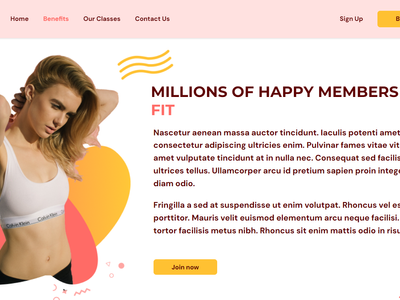 Home Benefits Our Classes Contact Us Sign Up B
MILLIONS OF HAPPY MEMBERS
FIT
Nascetur aenean massa auctor tincidunt. Iaculis potenti amet
consectetur adipiscing ultricies enim. Pulvinar fames vitae vit
amet vulputate tincidunt at in nulla nec. Consequat sed facilis
ultrices tellus. Ullamcorper arcu id pretium sapien proin intege
diam odio.
Fringilla a sed at suspendisse ut enim volutpat. Rhoncus vel es
porttitor. Mauris velit euismod elementum arcu neque facilisi.
tortor facilisis metus nibh. Rhoncus sit enim mattis odio in risu
Join now
Calvin Klein